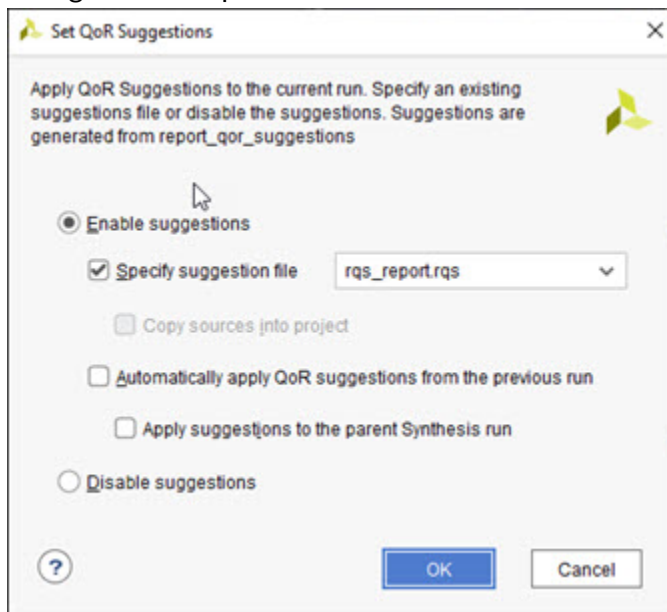 Set QoR Suggestions
Apply QoR Suggestions to the current run. Specify an existing
suggestions file or disable the suggestions. Suggestions are
generated from report_qor_suggestions
Enable suggestions
Specify suggestion file rqs_report.rqs
Copy sources into project
Automatically apply QoR suggestions from the previous run
Apply suggestions to the parent Synthesis run
Disable suggestions
? OK Cancel